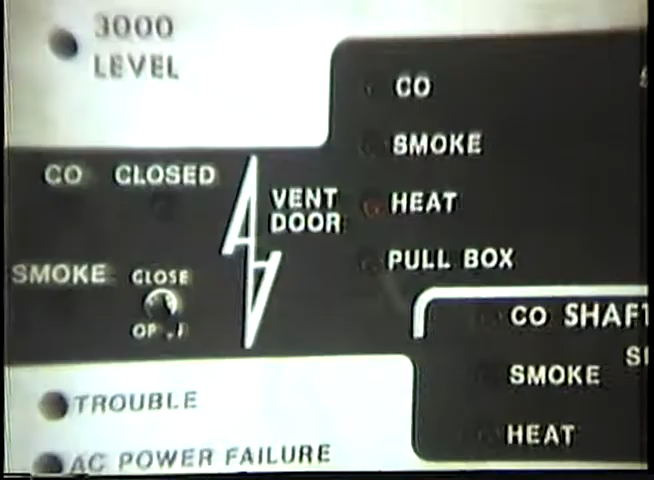 3000
LEVEL
CO
SMOKE
CO CLOSED
VENT
DOOR
HEAT
PULL BOX
SMOKE CLOSE
CO SHAFT
SMOKE
TROUBLE
HEAT
AC POWER FAILURE